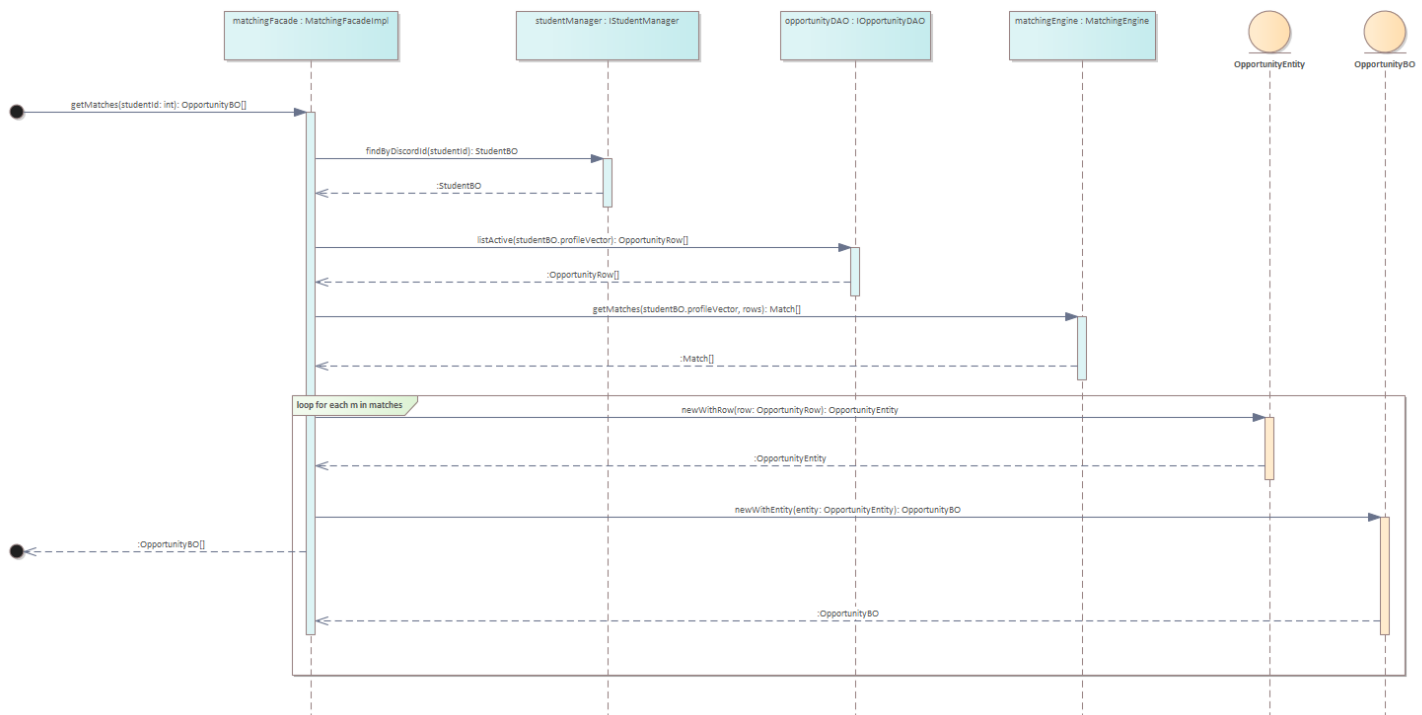 matchingFacade : MatchingFacadeImpl
studentManager : IStudentManager
opportunityDAO : IOpportunityDAO
matchingEngine : MatchingEngine
OpportunityEntity
OpportunityBO
getMatches(studentId: int): OpportunityBO[]
findByDiscordId(studentId): StudentBO
:StudentBO
listActive(studentBO.profileVector): OpportunityRow[]
:OpportunityRow[]
getMatches(studentBO.profileVector, rows): Match[]
:Match[]
loop for each m in matches
newWithRow(row: OpportunityRow): OpportunityEntity
:OpportunityEntity
newWithEntity(entity: OpportunityEntity): OpportunityBO
:OpportunityBO[]
:OpportunityBO